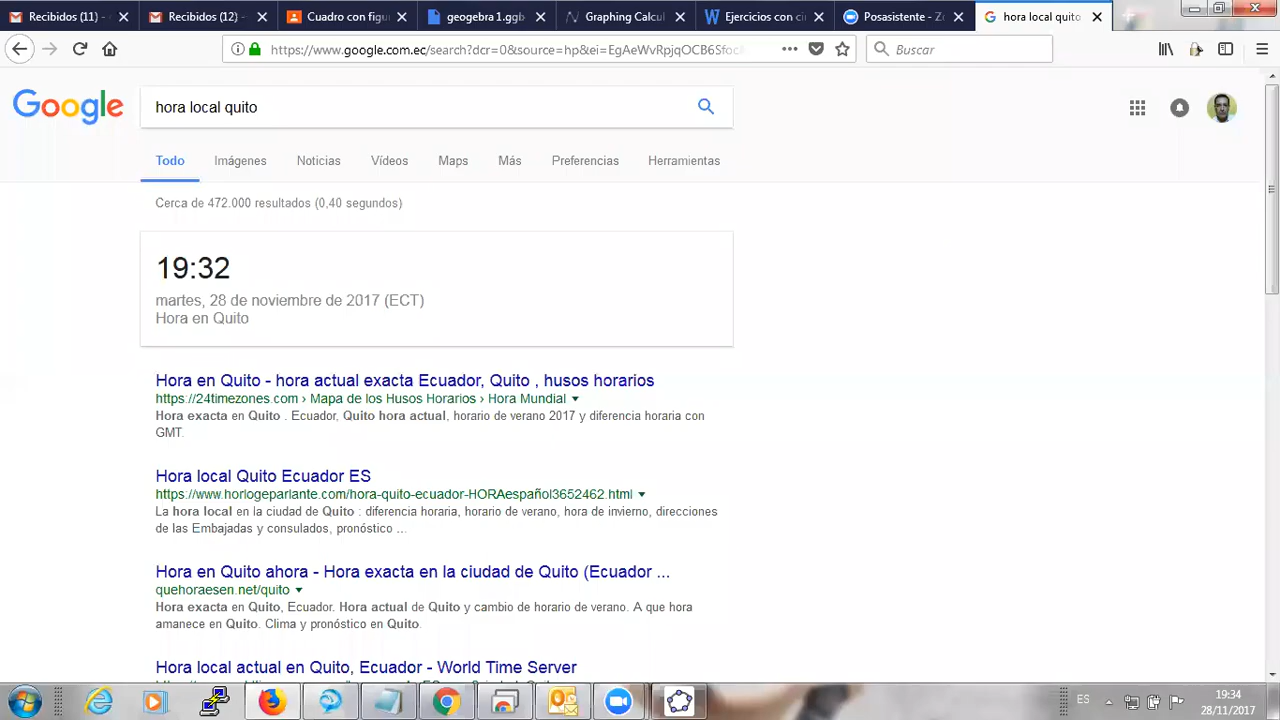 Recibidos (11)
Recibidos (12)
Cuadro con figu
geogebra 1.ggb
Graphing Calcul
Ejercicios con ci
Posasistente - Zo
hora local quito
https://www.google.com.ec/search?dcr=0&source=hp&ei=
Buscar
Google
hora local quito
Todo Imágenes Noticias Vídeos Maps Más Preferencias Herramientas
Cerca de 472.000 resultados (0,40 segundos)
19:32
martes, 28 de noviembre de 2017 (ECT)
Hora en Quito
Hora en Quito - hora actual exacta Ecuador, Quito , husos horarios
https://24timezones.com › Mapa de los Husos Horarios › Hora Mundial
Hora exacta en Quito . Ecuador, Quito hora actual, horario de verano 2017 y diferencia horaria con
GMT.
Hora local Quito Ecuador ES
https://www.horlogeparlante.com/hora-quito-ecuador-HORAespañol3652462.html
La hora local en la ciudad de Quito : diferencia horaria, horario de verano, hora de invierno, direcciones
de las Embajadas y consulados, pronóstico ...
Hora en Quito ahora - Hora exacta en la ciudad de Quito (Ecuador ...
quehoraesen.net/quito
Hora exacta en Quito, Ecuador. Hora actual de Quito y cambio de horario de verano. A que hora
amanece en Quito. Clima y pronóstico en Quito.
Hora local actual en Quito, Ecuador - World Time Server
ES
19:34
28/11/2017